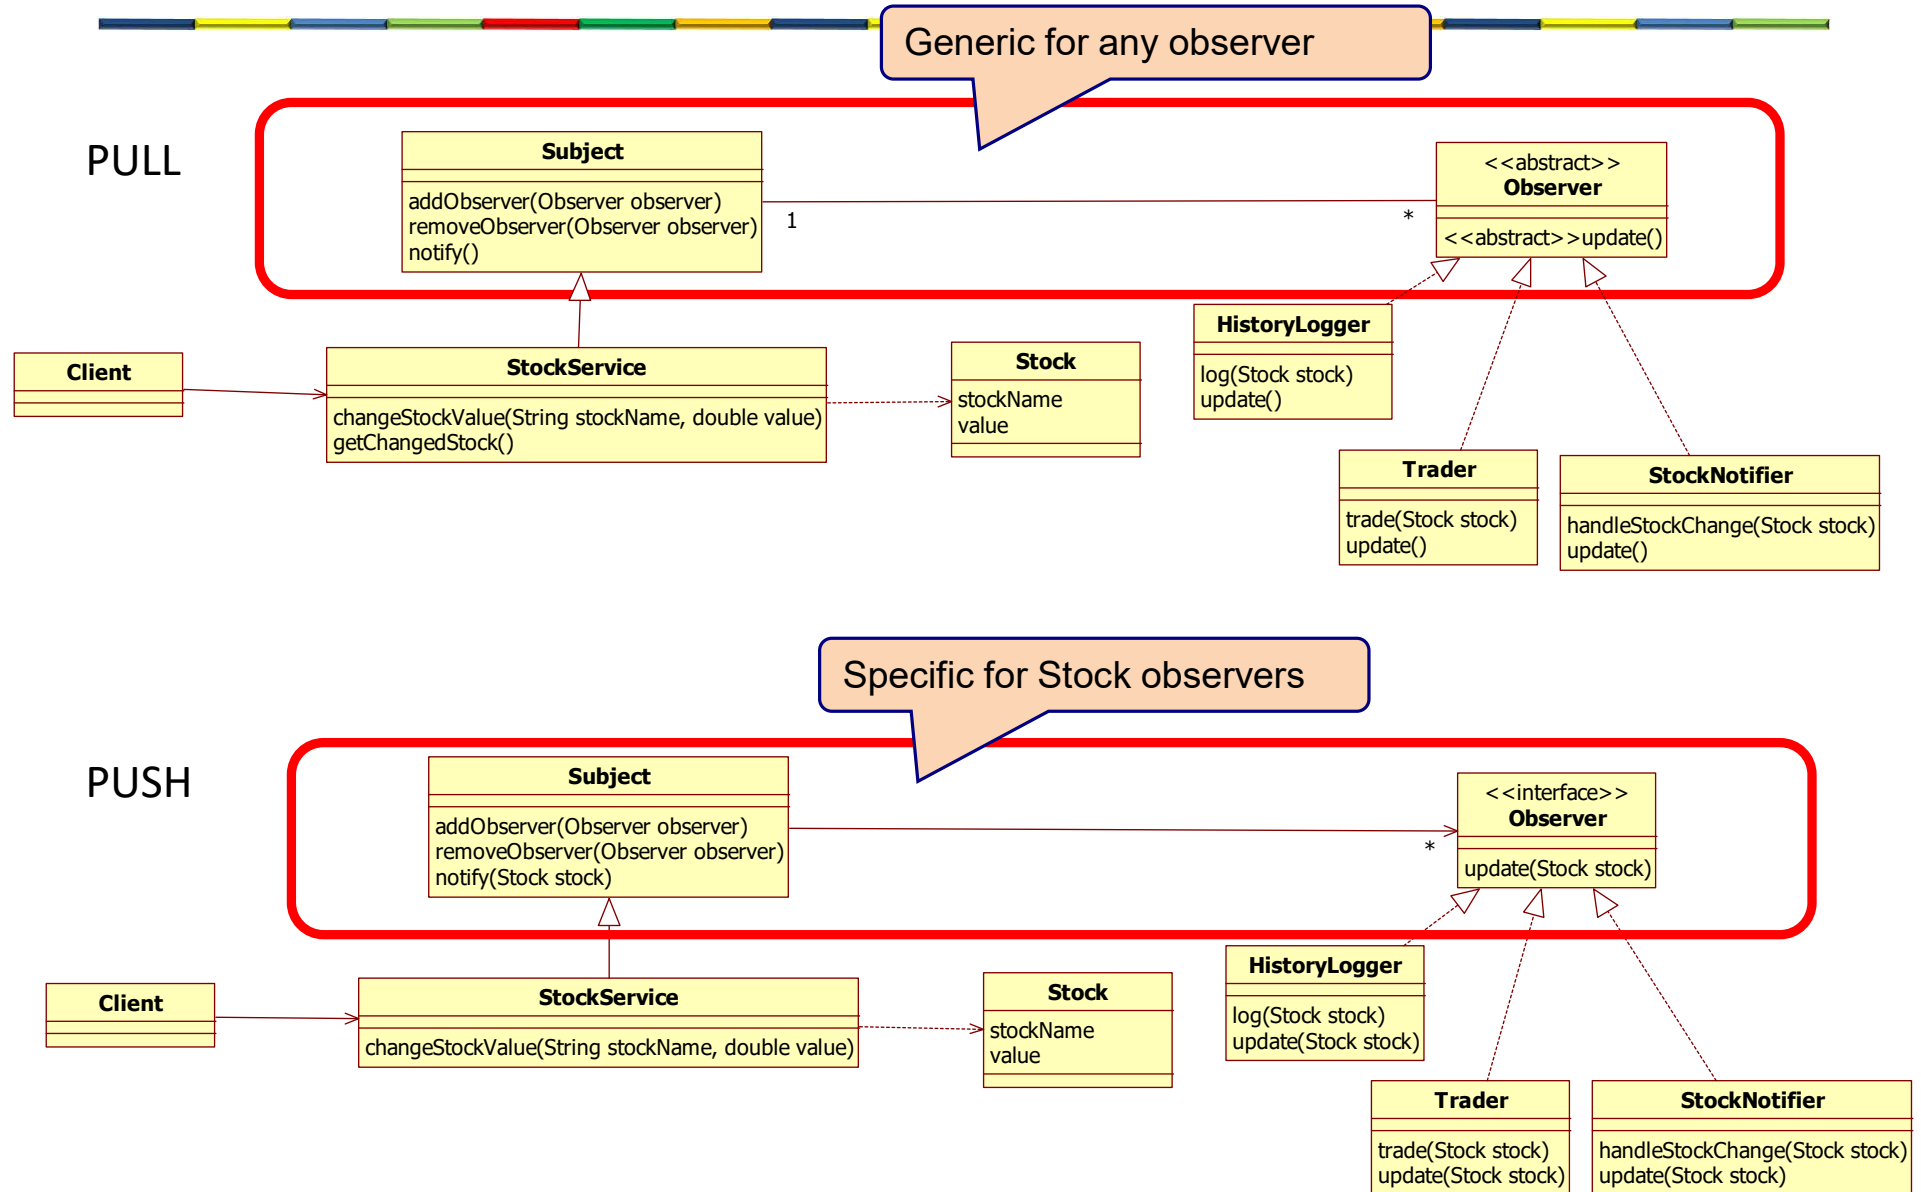 Generic for any observer
PULL
Subject
addObserver(Observer observer)
removeObserver(Observer observer)
notify()
1
*
<<abstract>>
Observer
<<abstract>>update()
Client
StockService
changeStockValue(String stockName, double value)
getChangedStock()
Stock
stockName
value
HistoryLogger
log(Stock stock)
update()
Trader
trade(Stock stock)
update()
StockNotifier
handleStockChange(Stock stock)
update()
Specific for Stock observers
PUSH
Subject
addObserver(Observer observer)
removeObserver(Observer observer)
notify(Stock stock)
*
<<interface>>
Observer
update(Stock stock)
Client
StockService
changeStockValue(String stockName, double value)
Stock
stockName
value
HistoryLogger
log(Stock stock)
update(Stock stock)
Trader
trade(Stock stock)
update(Stock stock)
StockNotifier
handleStockChange(Stock stock)
update(Stock stock)